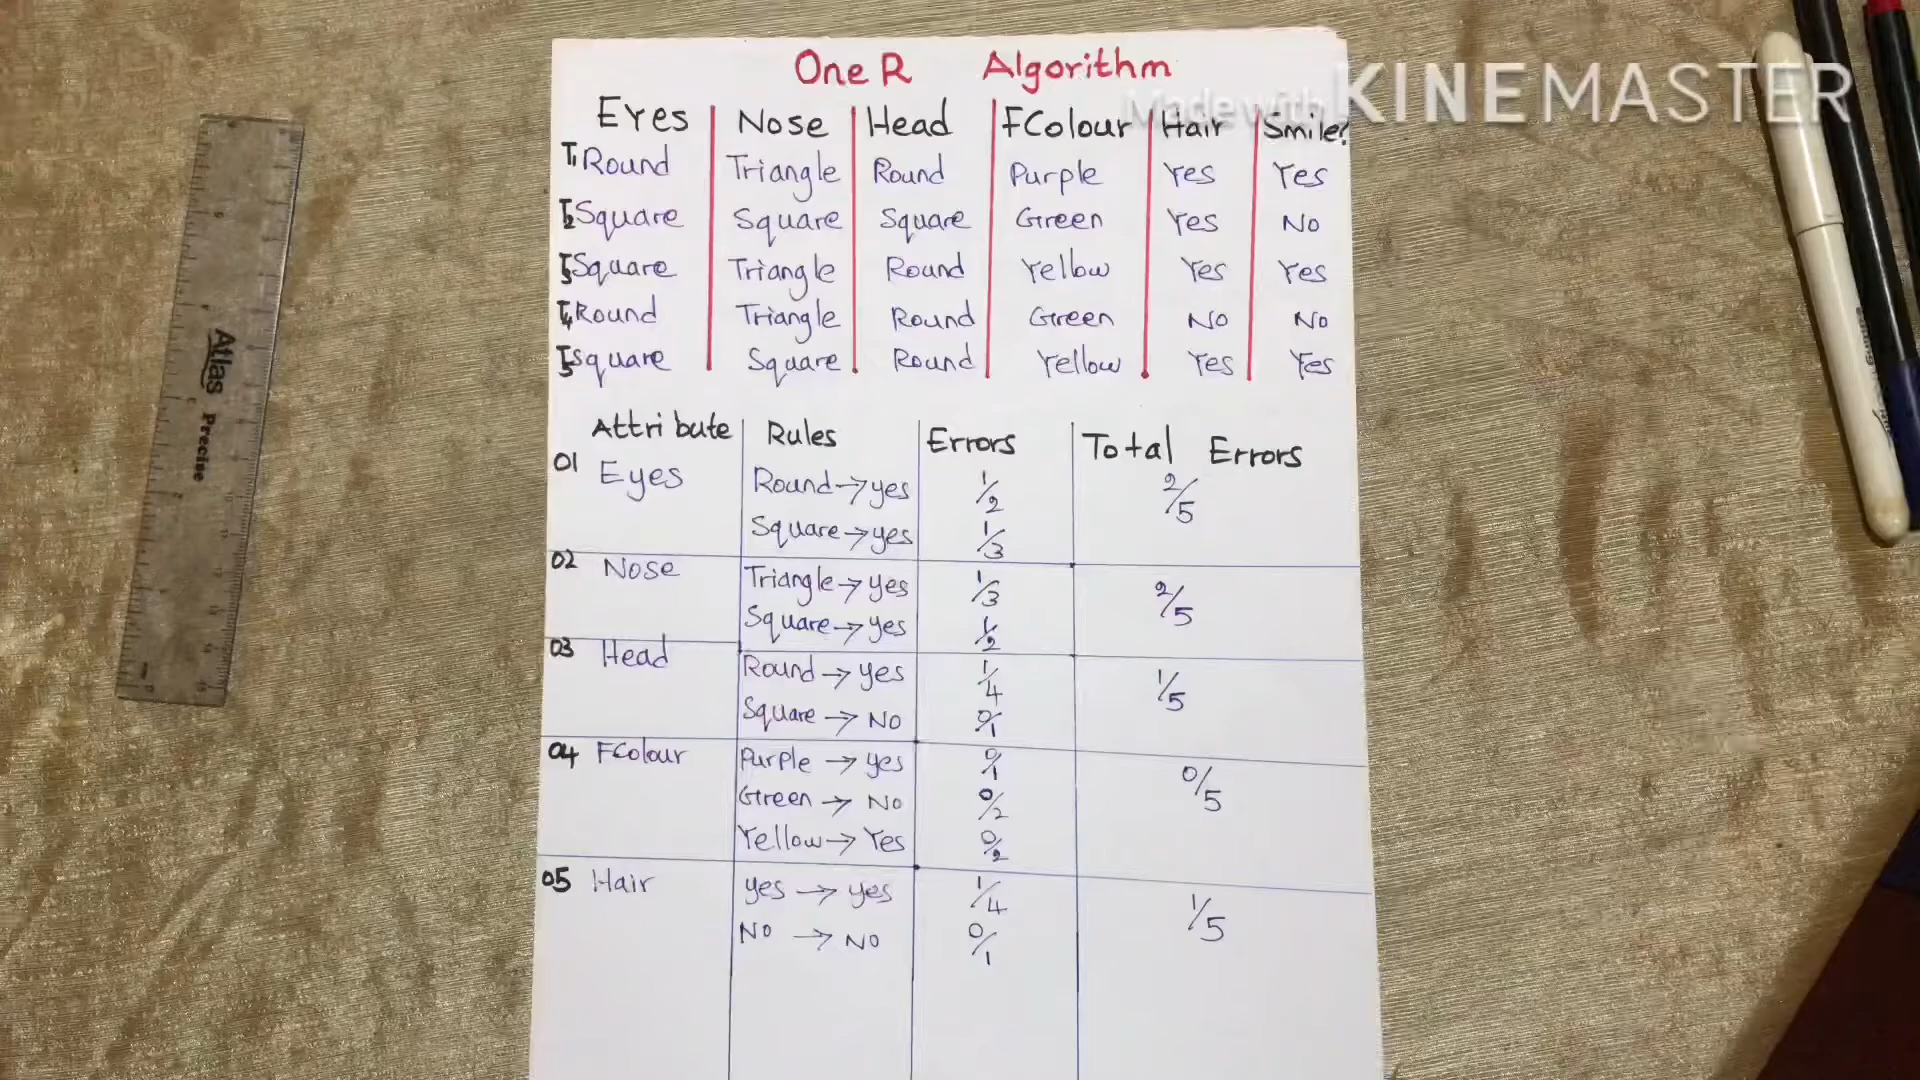 One R Algorithm
Made with KINEMASTER
Eyes Nose Head FColour Hair Smile?
T1 Round Triangle Round Purple Yes Yes
T2 Square Square Square Green Yes No
T3 Square Triangle Round Yellow Yes Yes
T4 Round Triangle Round Green No No
T5 Square Square Round Yellow Yes Yes
Attribute Rules Errors Total Errors
01 Eyes Round → yes 1/2 2/5
Square → yes 1/3
02 Nose Triangle → yes 1/3 2/5
Square → yes 1/2
03 Head Round → yes 1/4 1/5
Square → No 0/1
04 FColour Purple → yes 0/1 0/5
Green → No 0/2
Yellow → Yes 0/2
05 Hair yes → yes 1/4 1/5
No → No 0/1
Atlas Precise